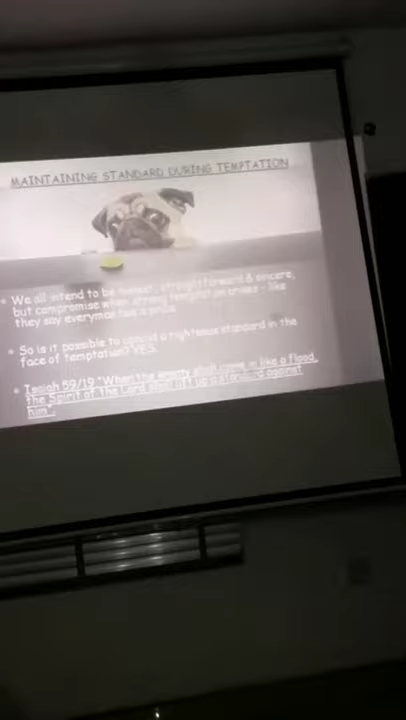 MAINTAINING STANDARD DURING TEMPTATION
• We all intend to be honest, straightforward & sincere,
but compromise when strong temptation arises - like
they say everyman has a price
• So is it possible to a righteous standard in the
face of temptation? YES.
• Isaiah 59/19 "When the enemy shall come in like a flood,
the Spirit of the Lord shall lift up a standard against
him".